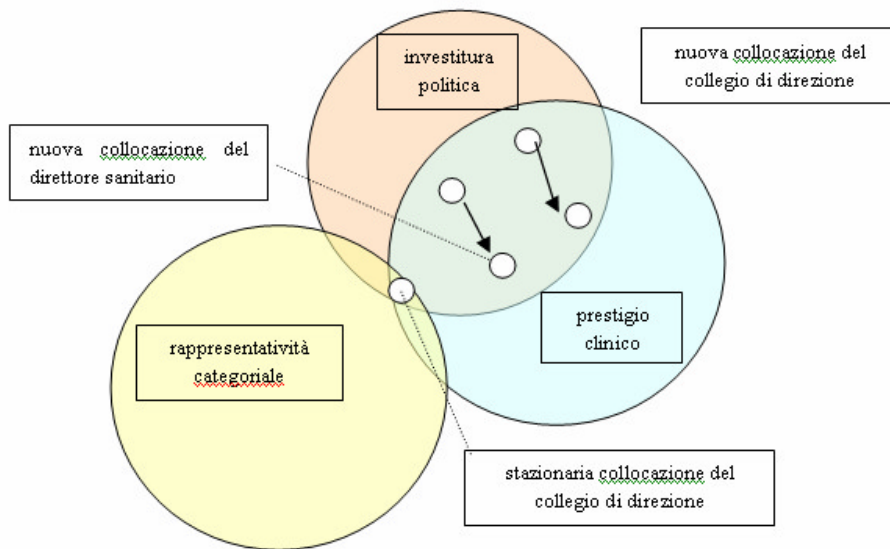 investitura
politica
nuova collocazione del
collegio di direzione
nuova collocazione del
direttore sanitario
prestigio
clinico
rappresentatività
categoriale
stazionaria collocazione del
collegio di direzione